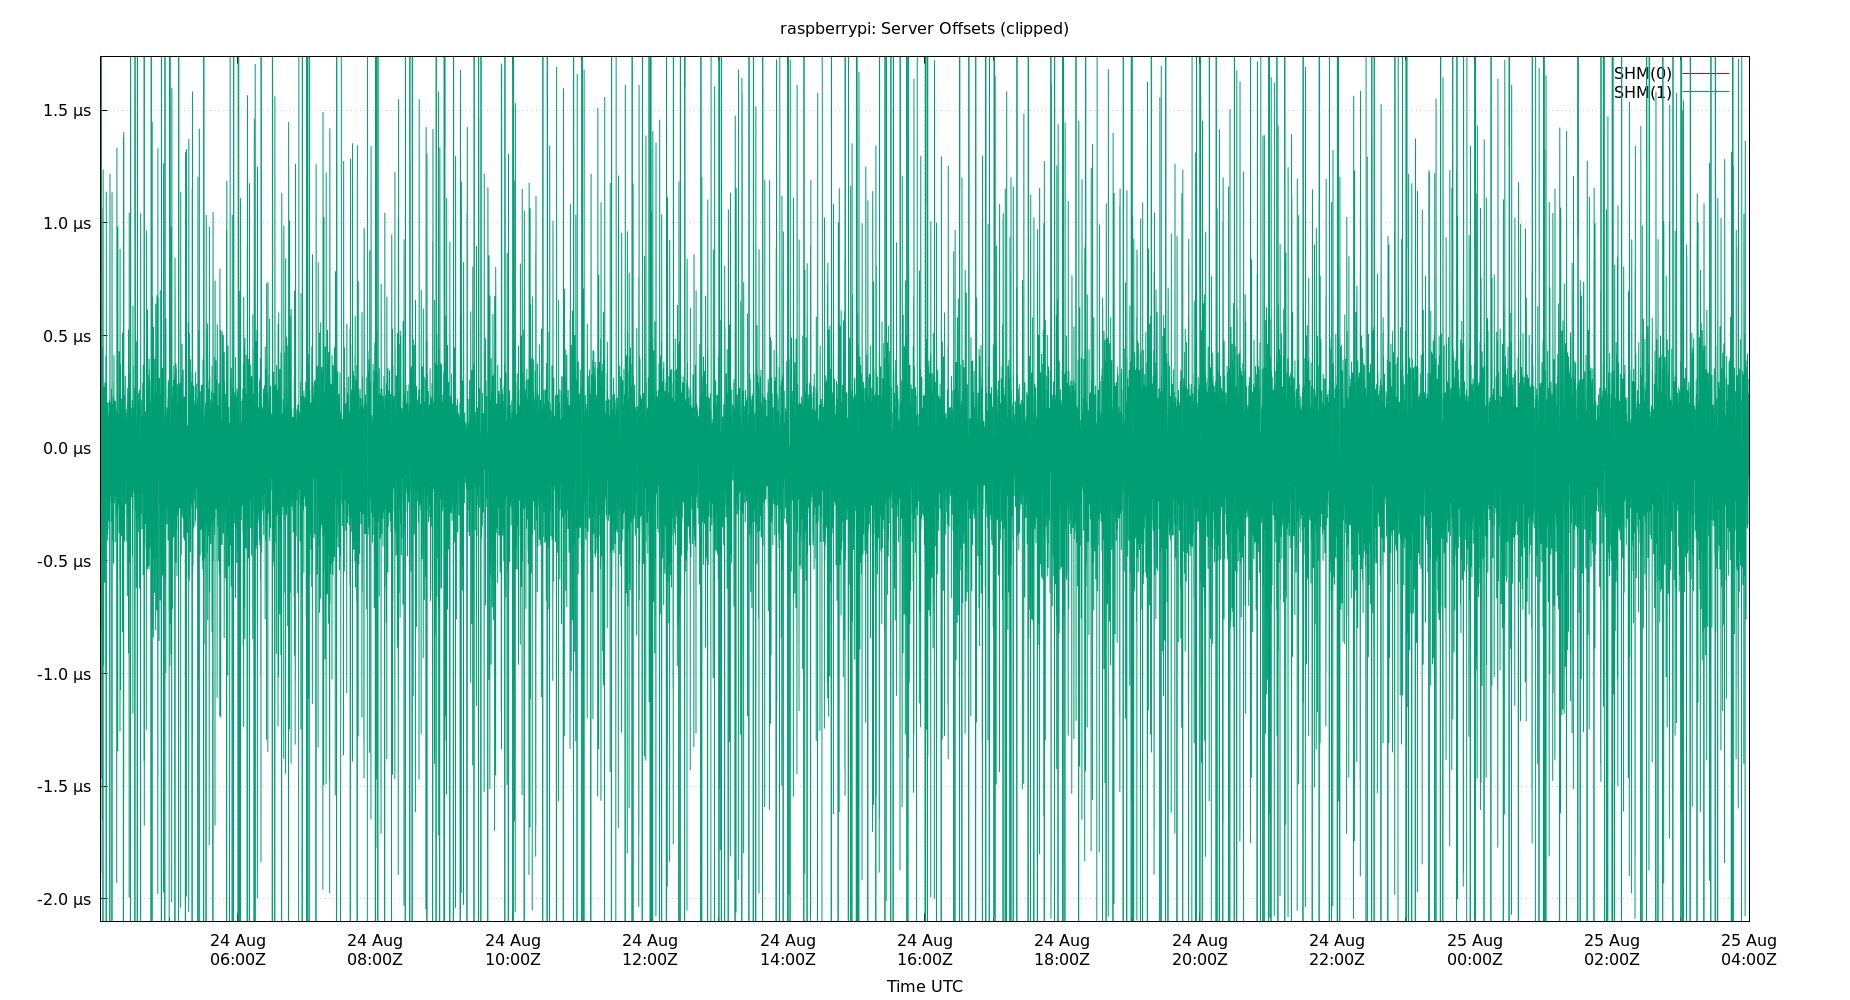 raspberrypi: Server Offsets (clipped)
SHM(0)
SHM(1)
1.5 µs
1.0 µs
0.5 µs
0.0 µs
-0.5 µs
-1.0 µs
-1.5 µs
-2.0 µs
24 Aug 24 Aug 24 Aug 24 Aug 24 Aug 24 Aug 24 Aug 24 Aug 24 Aug 25 Aug 25 Aug 25 Aug
06:00Z 08:00Z 10:00Z 12:00Z 14:00Z 16:00Z 18:00Z 20:00Z 22:00Z 00:00Z 02:00Z 04:00Z
Time UTC